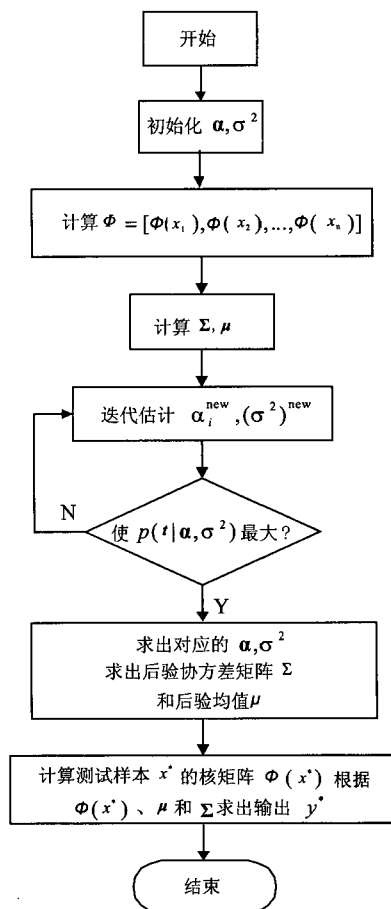 开始
初始化 α,σ²
计算Φ=[Φ(x₁),Φ(x₂),...,Φ(xₙ)]
计算 Σ,μ
迭代估计 αᵢⁿᵉʷ,(σ²)ⁿᵉʷ
N
使 p(t|α,σ²)最大?
Y
求出对应的 α,σ²
求出后验协方差矩阵 Σ
和后验均值μ
计算测试样本 x* 的核矩阵 Φ(x*) 根据
Φ(x*)、μ 和 Σ求出输出 y*
结束